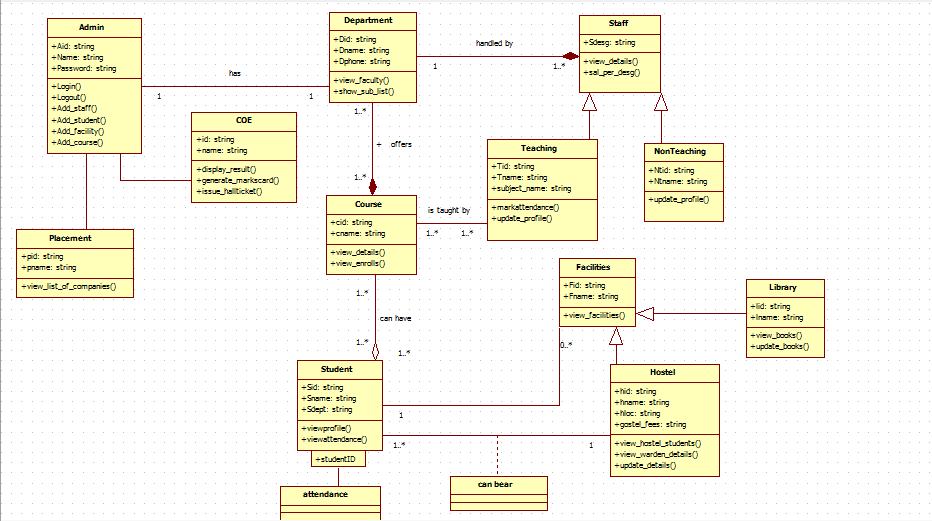 Admin
+Aid: string
+Name: string
+Password: string
+Login()
+Logout()
+Add_staff()
+Add_student()
+Add_facility()
+Add_course()
has
1
1
Department
+Did: string
+Dname: string
+Dphone: string
+view_faculty()
+show_sub_list()
handled by
1
1..*
Staff
+Sdesg: string
+view_details()
+sal_per_desg()
COE
+id: string
+name: string
+display_result()
+generate_markscard()
+issue_hallticket()
1..*
+ offers
1..*
Teaching
+Tid: string
+Tname: string
+subject_name: string
+markattendance()
+update_profile()
NonTeaching
+Ntid: string
+Ntname: string
+update_profile()
Placement
+pid: string
+pname: string
+view_list_of_companies()
Course
+cid: string
+cname: string
+view_details()
+view_enrolls()
is taught by
1..*
1..*
Facilities
+Fid: string
+Fname: string
+view_facilities()
Library
+lid: string
+lname: string
+view_books()
+update_books()
1..*
can have
1..*
1..*
0..*
Student
+Sid: string
+Sname: string
+Sdept: string
+viewprofile()
+viewattendance()
+studentID
1
1..*
1
Hostel
+hid: string
+hname: string
+hloc: string
+gostel_fees: string
+view_hostel_students()
+view_warden_details()
+update_details()
attendance
can bear